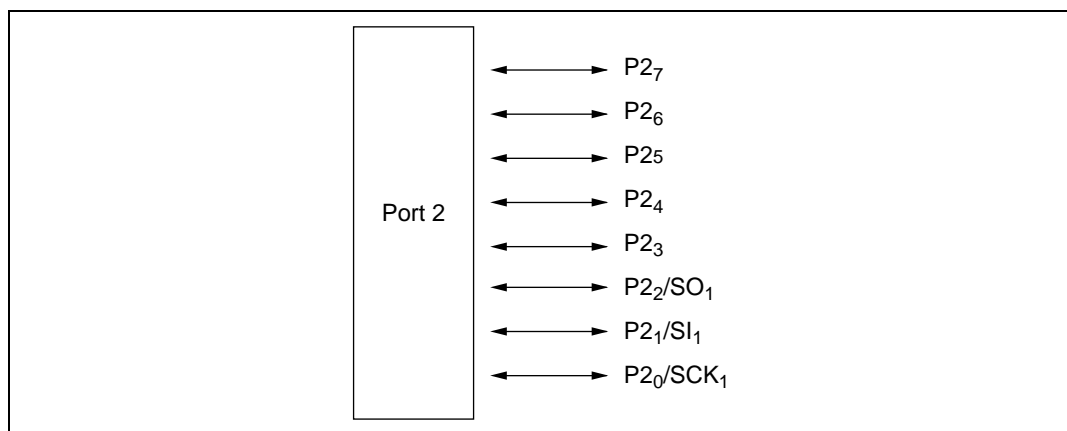 Port 2
P2₇
P2₆
P25
P2₄
P2₃
P2₂/SO₁
P2₁/SI₁
P2₀/SCK₁